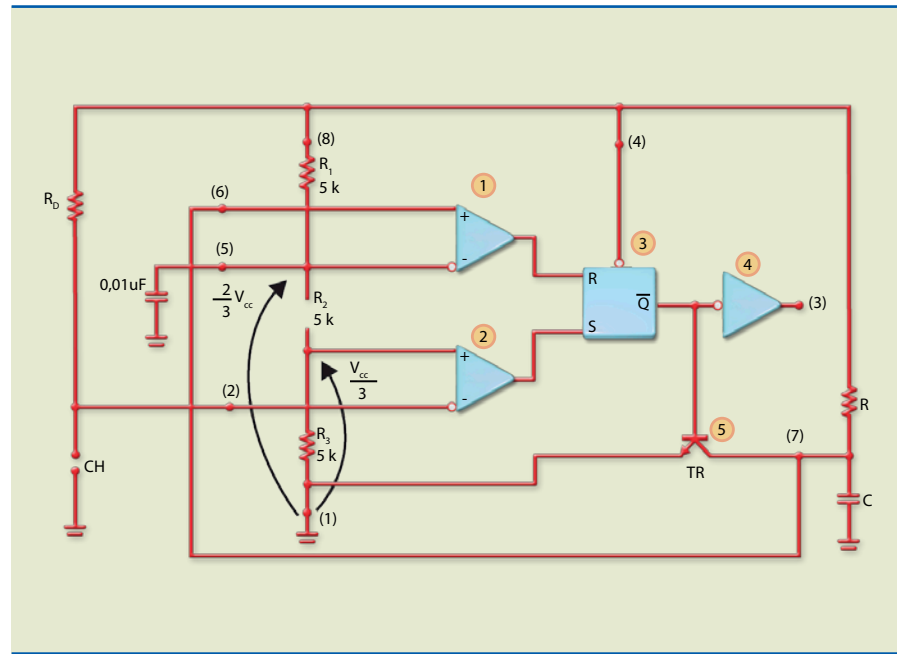 (8)
(4)
R1
5 k
1
(6)
RD
3
(5)
+
-
4
0,01uF
2/3 Vcc
R2
5 k
R
Q̅
S
(3)
2
+
-
Vcc/3
(2)
R
R3
5 k
5
(7)
TR
CH
C
(1)